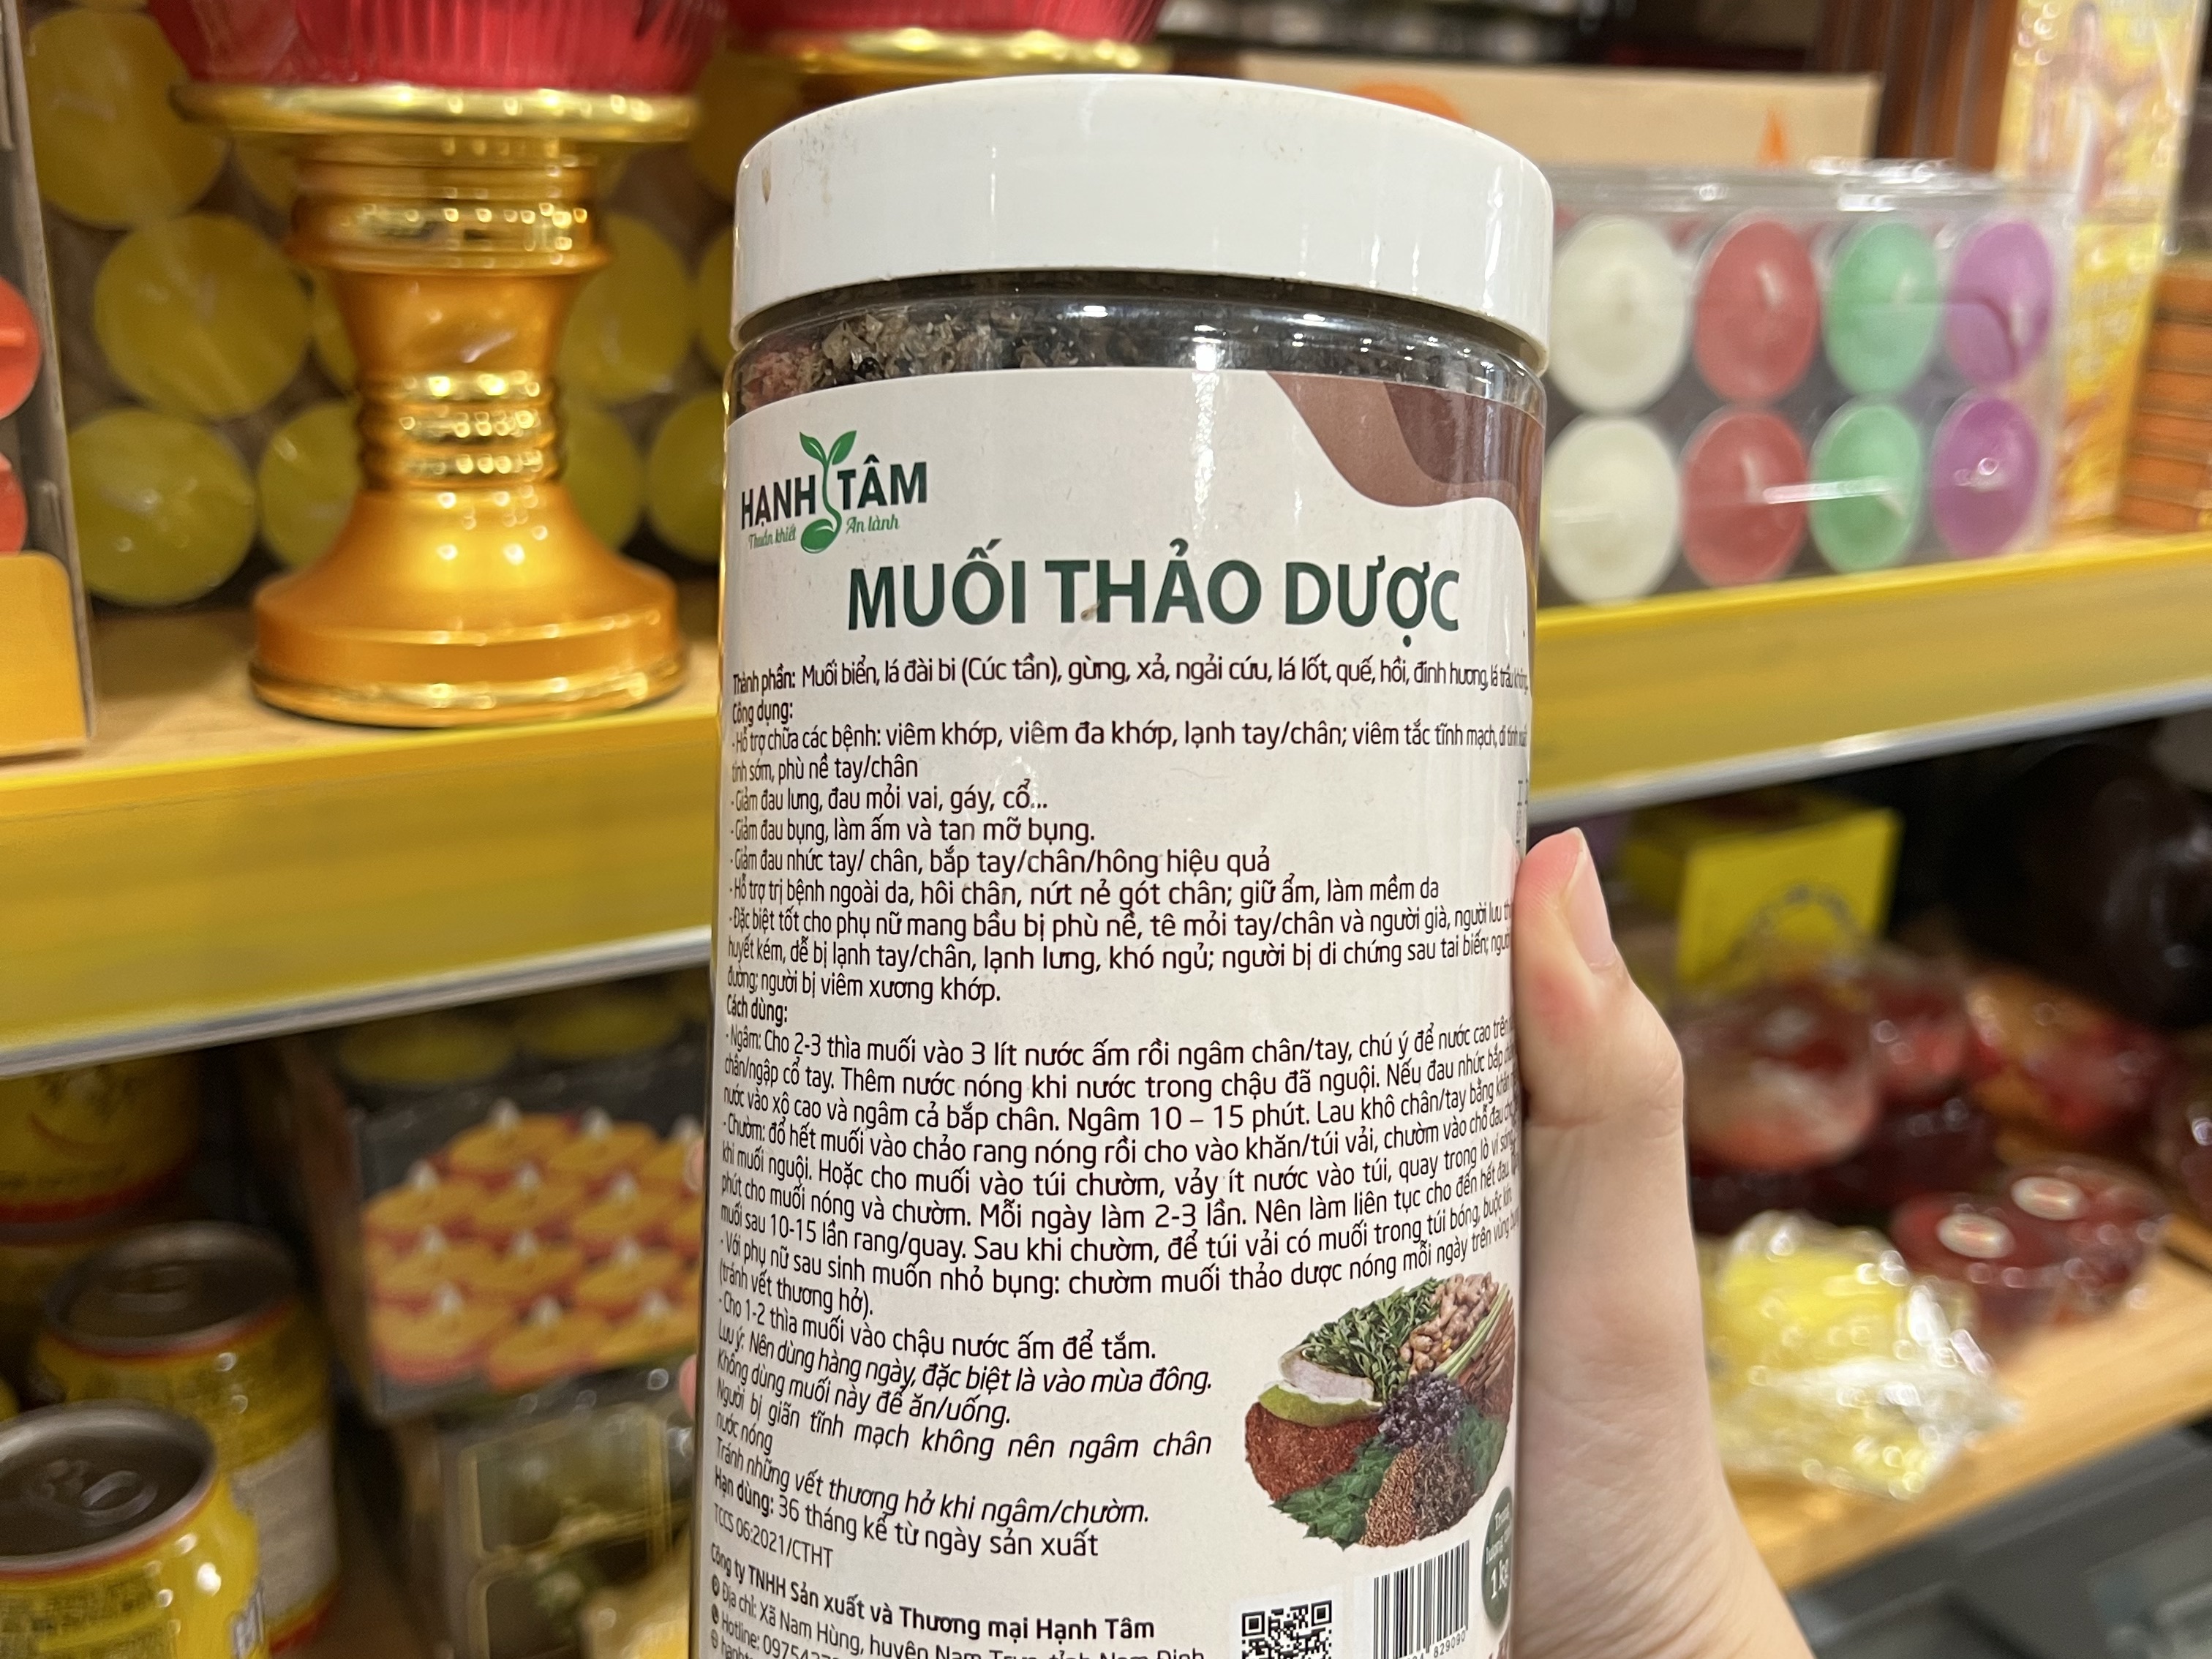 HẠNH TÂM
Thuần khiết An lành
MUỐI THẢO DƯỢC
Thành phần: Muối biển, lá đài bi (Cúc tần), gừng, xả, ngải cứu, lá lốt, quế, hồi, đinh hương, lá trầu không,
Công dụng:
- Hỗ trợ chữa các bệnh: viêm khớp, viêm đa khớp, lạnh tay/chân; viêm tắc tĩnh mạch,
tinh sớm, phù nề tay/chân
- Giảm đau lưng, đau mỏi vai, gáy, cổ...
- Giảm đau bụng, làm ấm và tan mỡ bụng.
- Giảm đau nhức tay/ chân, bắp tay/chân/hông hiệu quả
- Hỗ trợ trị bệnh ngoài da, hôi chân, nứt nẻ gót chân; giữ ẩm, làm mềm da
- Đặc biệt tốt cho phụ nữ mang bầu bị phù nề, tê mỏi tay/chân và người già, người lưu
huyết kém, dễ bị lạnh tay/chân, lạnh lưng, khó ngủ; người bị di chứng sau tai biến;
đường; người bị viêm xương khớp.
Cách dùng:
- Ngâm: Cho 2-3 thìa muối vào 3 lít nước ấm rồi ngâm chân/tay, chú ý để nước cao trên
chân/ngập cổ tay. Thêm nước nóng khi nước trong chậu đã nguội. Nếu đau nhức bắp
nước vào xô cao và ngâm cả bắp chân. Ngâm 10 – 15 phút. Lau khô chân/tay bằng khăn
- Chườm: đổ hết muối vào chảo rang nóng rồi cho vào khăn/túi vải, chườm vào chỗ đau
khi muối nguội. Hoặc cho muối vào túi chườm, vảy ít nước vào túi, quay trong lò vi sóng
phút cho muối nóng và chườm. Mỗi ngày làm 2-3 lần. Nên làm liên tục cho đến hết đau.
muối sau 10-15 lần rang/quay. Sau khi chườm, để túi vải có muối trong túi bóng, buộc kín.
- Với phụ nữ sau sinh muốn nhỏ bụng: chườm muối thảo dược nóng mỗi ngày trên vùng bụng
(tránh vết thương hở).
- Cho 1-2 thìa muối vào chậu nước ấm để tắm.
Lưu ý: Nên dùng hàng ngày, đặc biệt là vào mùa đông.
Không dùng muối này để ăn/uống.
Người bị giãn tĩnh mạch không nên ngâm chân
nước nóng
Tránh những vết thương hở khi ngâm/chườm.
Hạn dùng: 36 tháng kể từ ngày sản xuất
TCCS 06:2021/CTHT
Công ty TNHH Sản xuất và Thương mại Hạnh Tâm
Địa chỉ: Xã Nam Hùng, huyện Nam Trực, tỉnh Nam Định
Hotline:
829080
1 kg